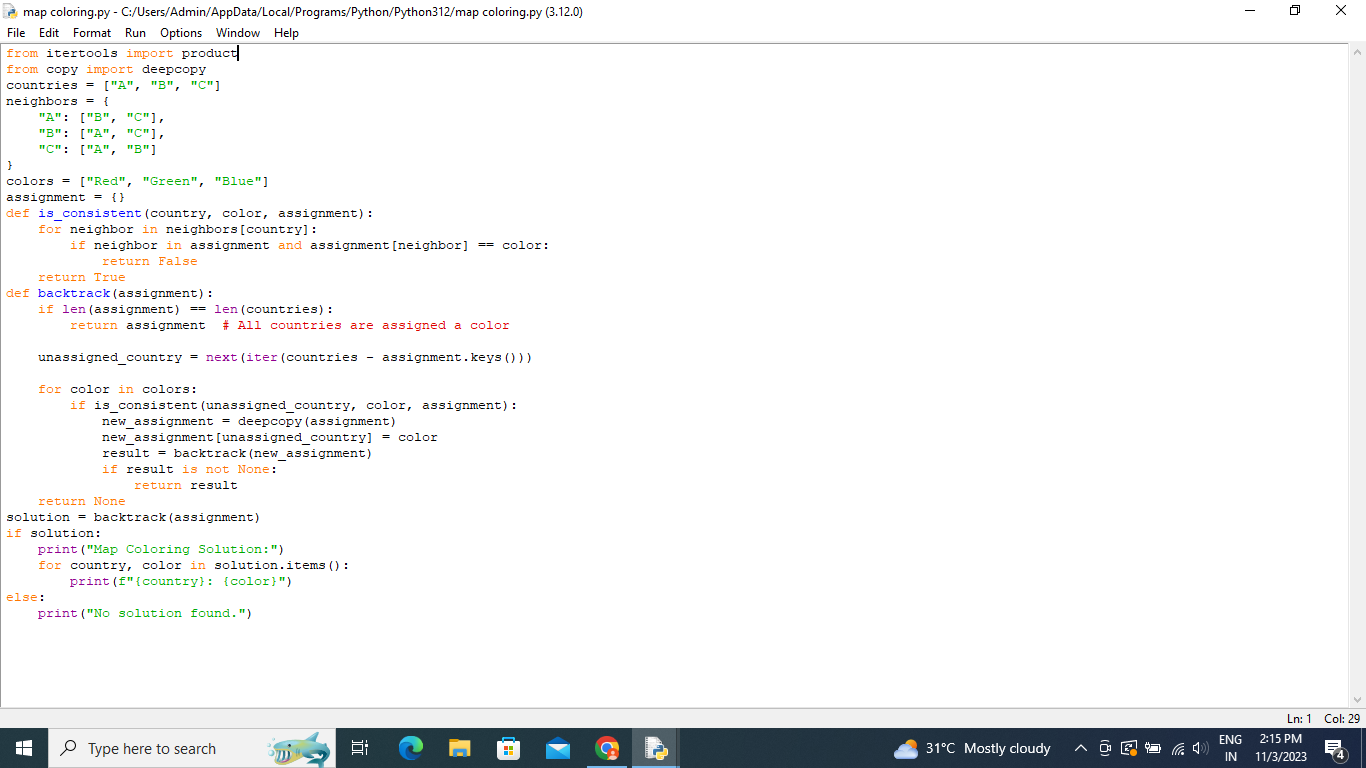 map coloring.py - C:/Users/Admin/AppData/Local/Programs/Python/Python312/map coloring.py (3.12.0)
File Edit Format Run Options Window Help
from itertools import product
from copy import deepcopy
countries = ["A", "B", "C"]
neighbors = {
    "A": ["B", "C"],
    "B": ["A", "C"],
    "C": ["A", "B"]
}
colors = ["Red", "Green", "Blue"]
assignment = {}
def is_consistent(country, color, assignment):
    for neighbor in neighbors[country]:
        if neighbor in assignment and assignment[neighbor] == color:
            return False
    return True
def backtrack(assignment):
    if len(assignment) == len(countries):
        return assignment  # All countries are assigned a color

    unassigned_country = next(iter(countries - assignment.keys()))

    for color in colors:
        if is_consistent(unassigned_country, color, assignment):
            new_assignment = deepcopy(assignment)
            new_assignment[unassigned_country] = color
            result = backtrack(new_assignment)
            if result is not None:
                return result
    return None
solution = backtrack(assignment)
if solution:
    print("Map Coloring Solution:")
    for country, color in solution.items():
        print(f"{country}: {color}")
else:
    print("No solution found.")
Ln: 1 Col: 29
Type here to search
31°C Mostly cloudy
ENG
IN
2:15 PM
11/3/2023
4